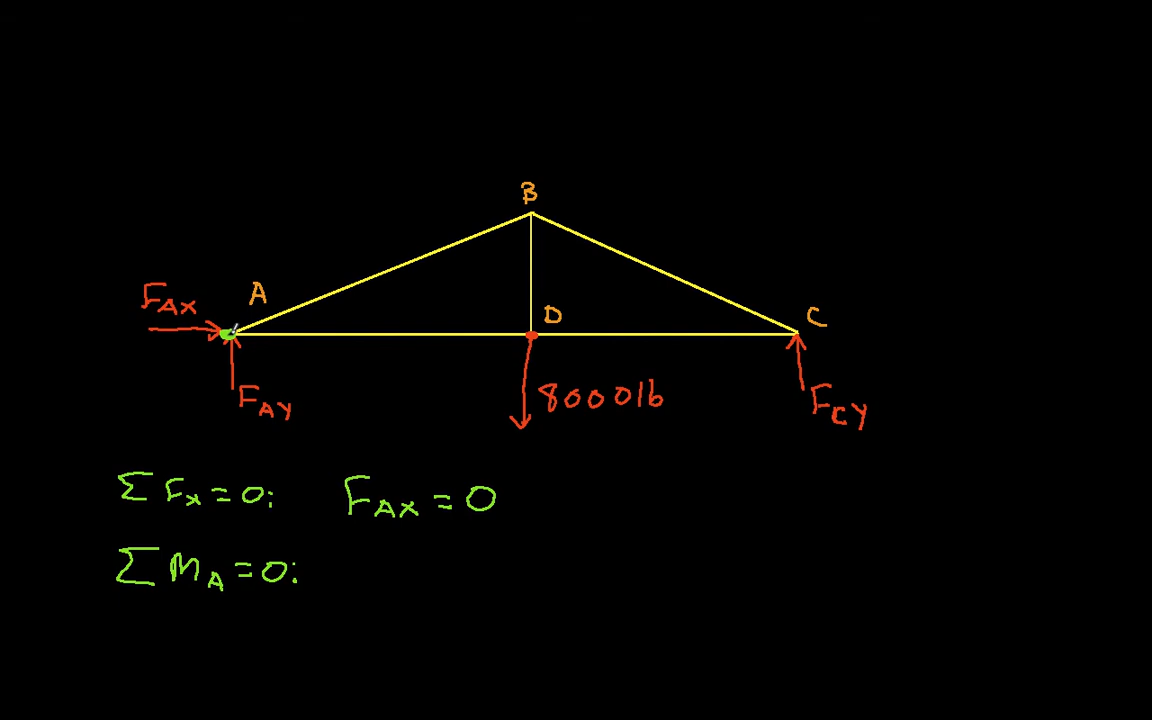 B
A
F_AX
D
C
F_AY
8000lb
F_CY
ΣF_x=0; F_AX=0
ΣM_A=0;